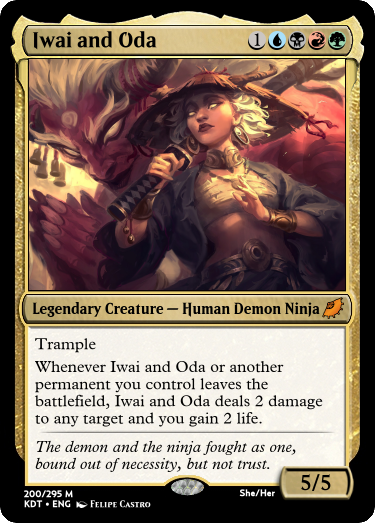 Iwai and Oda 1
Legendary Creature — Human Demon Ninja
Trample
Whenever Iwai and Oda or another
permanent you control leaves the
battlefield, Iwai and Oda deals 2 damage
to any target and you gain 2 life.
The demon and the ninja fought as one,
bound out of necessity, but not trust.
5/5
200/295 M She/Her
KDT • ENG Felipe Castro